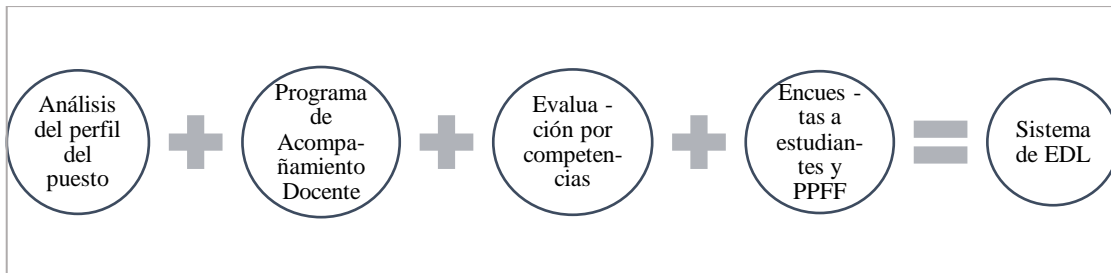 Análisis
del perfil
del
puesto
Programa
de
Acompa-
ñamiento
Docente
Evalua -
ción por
competen-
cias
Encues -
tas a
estudian-
tes y
PPFF
Sistema
de EDL